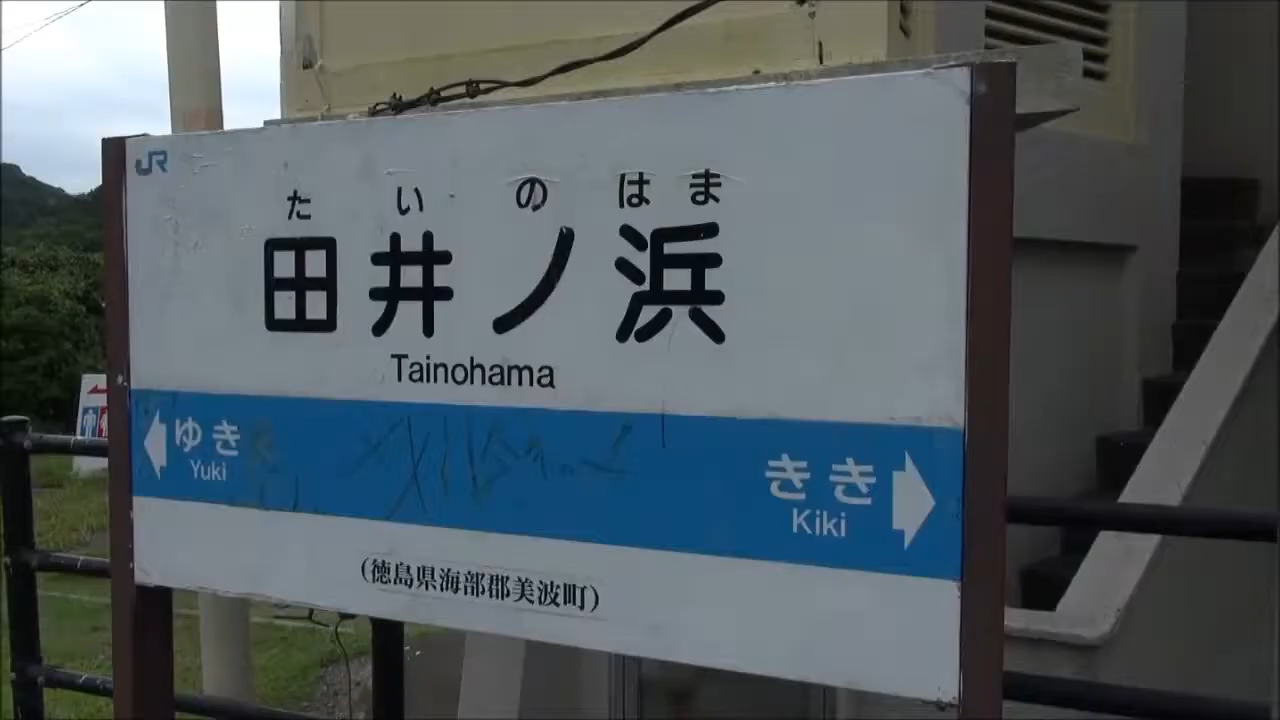 JR
たいのはま
田井ノ浜
Tainohama
ゆき
Yuki
きき
Kiki
(徳島県海部郡美波町)